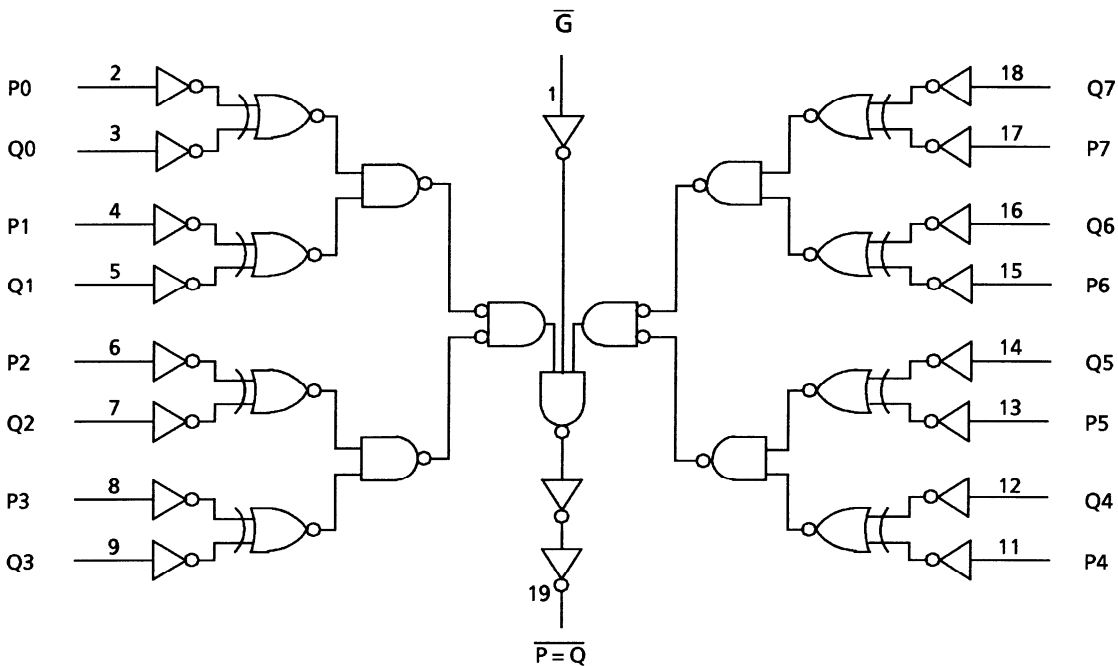 G̅
P0 2 18 Q7
1
Q0 3 17 P7
P1 4 16 Q6
Q1 5 15 P6
P2 6 14 Q5
Q2 7 13 P5
P3 8 12 Q4
Q3 9 11 P4
19
P̅ ̅=̅ ̅Q̅